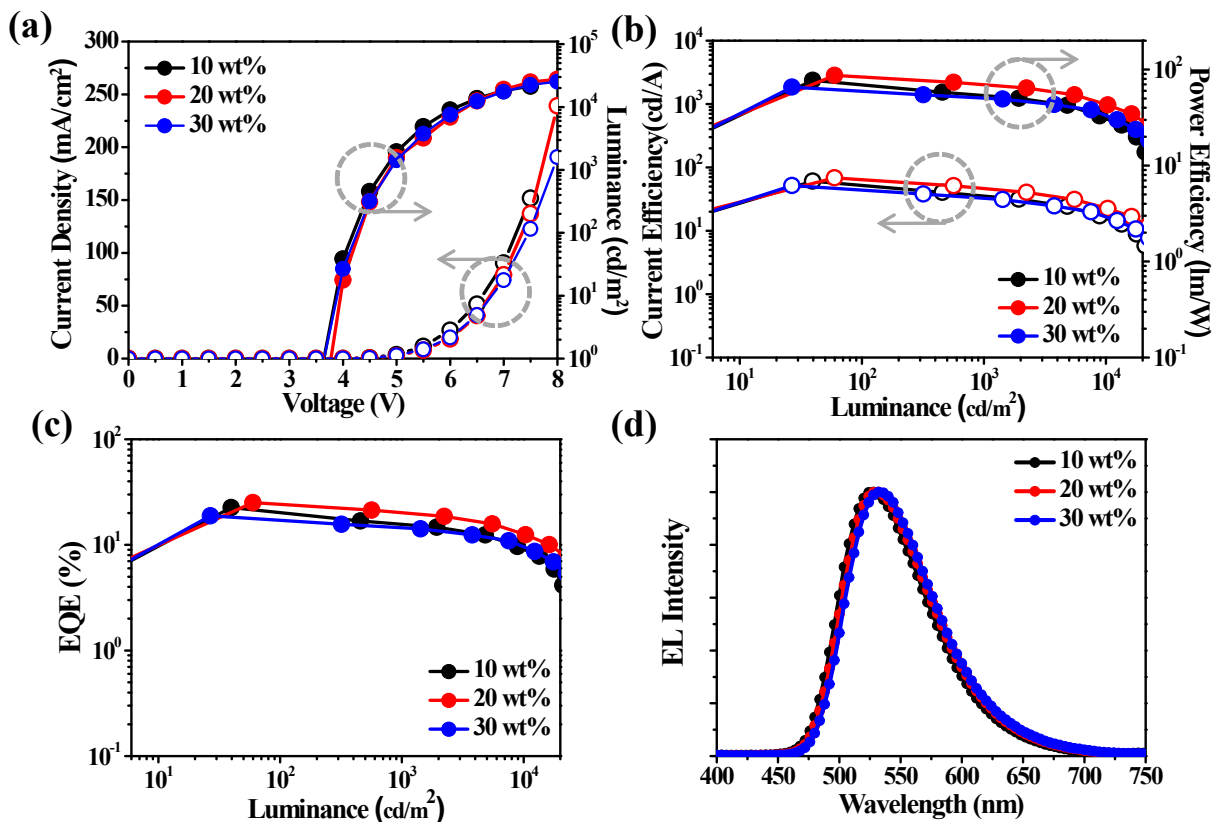 (a)
300
250
200
150
100
50
0
Current Density (mA/cm²)
10 wt%
20 wt%
30 wt%
10⁵
10⁴
10³
10²
10¹
10⁰
Luminance (cd/m²)
0 1 2 3 4 5 6 7 8
Voltage (V)
(b)
10⁴
10³
10²
10¹
10⁰
10⁻¹
Current Efficiency(cd/A)
10²
10¹
10⁰
10⁻¹
Power Efficiency (lm/W)
10 wt%
20 wt%
30 wt%
10¹ 10² 10³ 10⁴
Luminance (cd/m²)
(c)
10²
10¹
10⁰
10⁻¹
EQE (%)
10 wt%
20 wt%
30 wt%
10¹ 10² 10³ 10⁴
Luminance (cd/m²)
(d)
EL Intensity
10 wt%
20 wt%
30 wt%
400 450 500 550 600 650 700 750
Wavelength (nm)